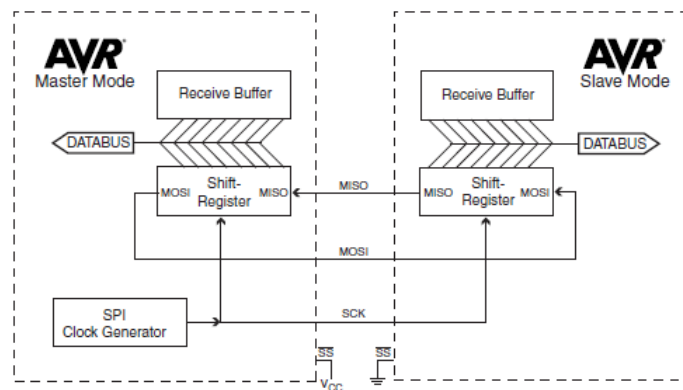 AVR
Master Mode
Receive Buffer
DATABUS
MOSI
Shift-
Register
MISO
SPI
Clock Generator
MISO
MOSI
SCK
SS
VCC
SS
AVR
Slave Mode
Receive Buffer
DATABUS
MISO
Shift-
Register
MOSI